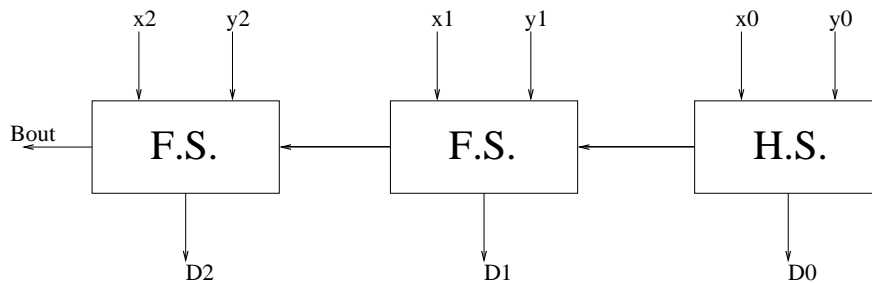 x2 y2 x1 y1 x0 y0
Bout F.S. F.S. H.S.
D2 D1 D0